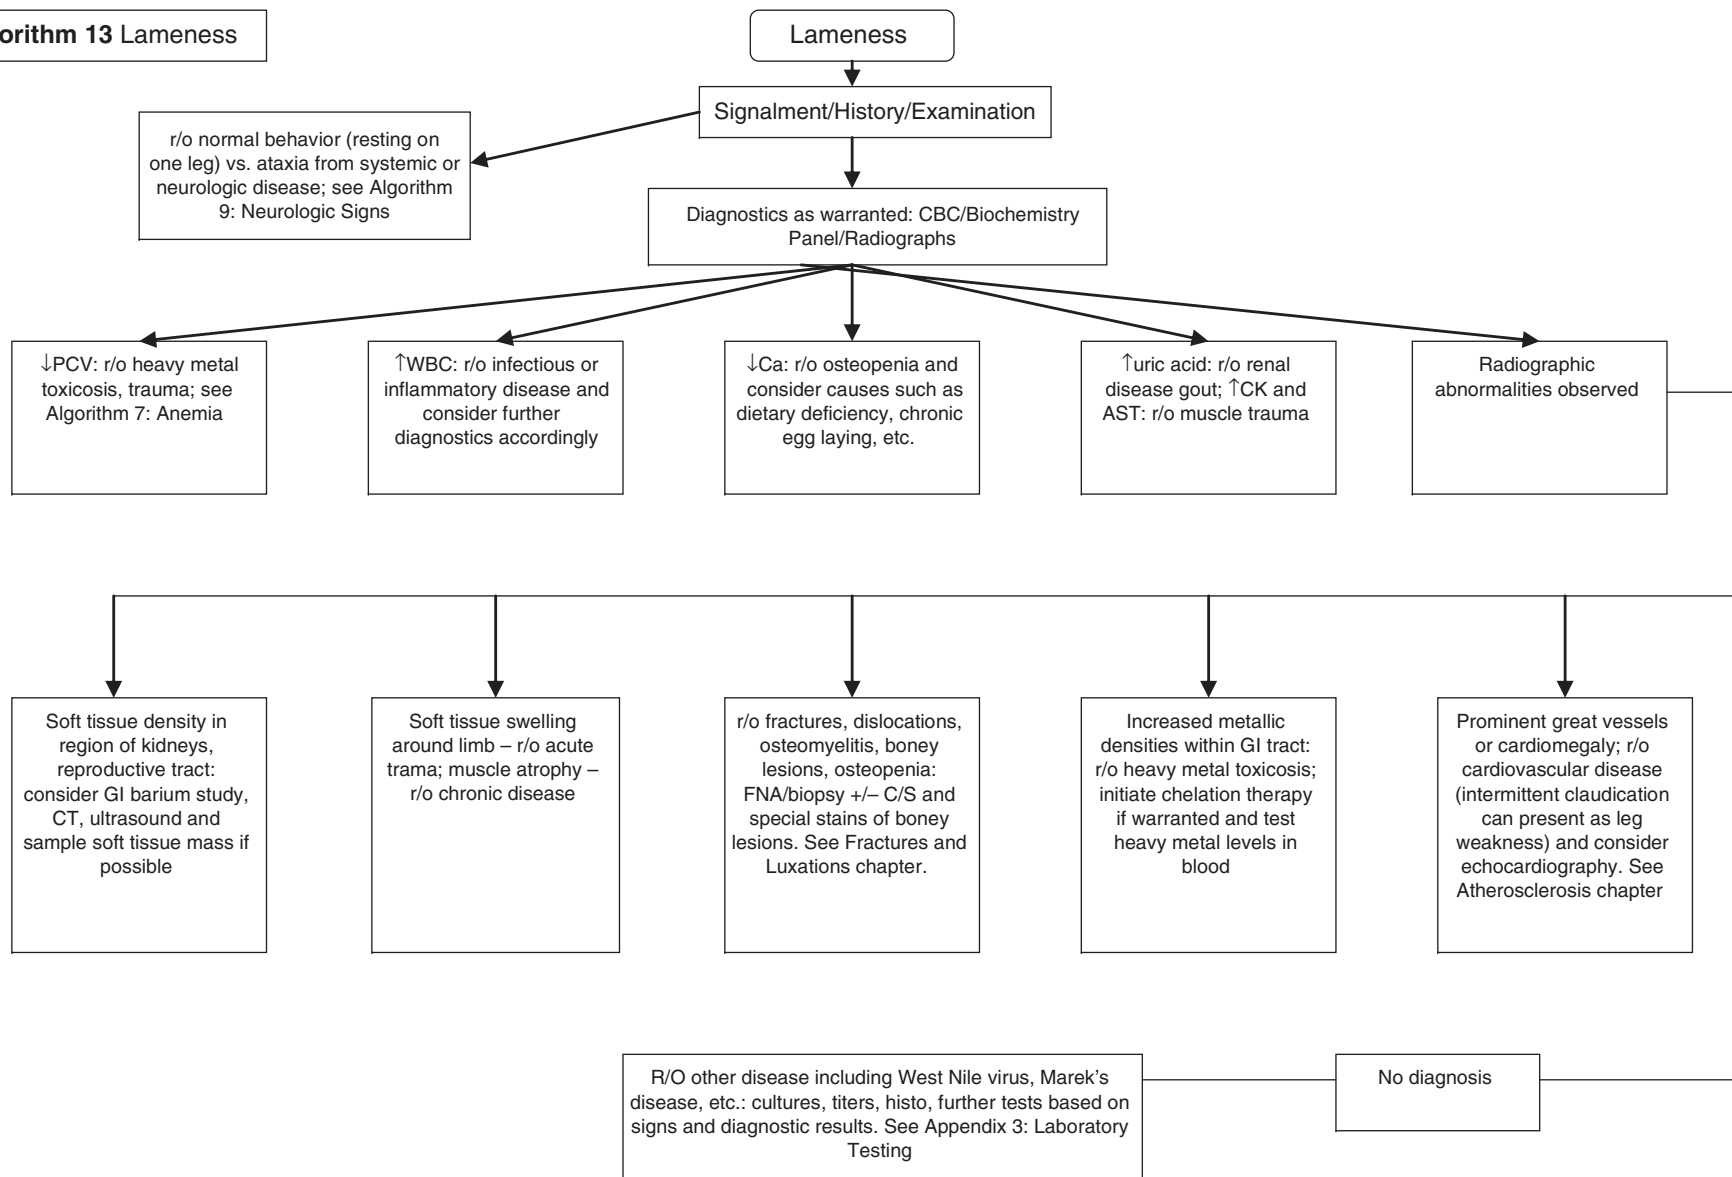 orithm 13 Lameness
Lameness
Signalment/History/Examination
r/o normal behavior (resting on
one leg) vs. ataxia from systemic or
neurologic disease; see Algorithm
9: Neurologic Signs
Diagnostics as warranted: CBC/Biochemistry
Panel/Radiographs
↓PCV: r/o heavy metal
toxicosis, trauma; see
Algorithm 7: Anemia
↑WBC: r/o infectious or
inflammatory disease and
consider further
diagnostics accordingly
↓Ca: r/o osteopenia and
consider causes such as
dietary deficiency, chronic
egg laying, etc.
↑uric acid: r/o renal
disease gout; ↑CK and
AST: r/o muscle trauma
Radiographic
abnormalities observed
Soft tissue density in
region of kidneys,
reproductive tract:
consider GI barium study,
CT, ultrasound and
sample soft tissue mass if
possible
Soft tissue swelling
around limb – r/o acute
trama; muscle atrophy –
r/o chronic disease
r/o fractures, dislocations,
osteomyelitis, boney
lesions, osteopenia:
FNA/biopsy +/– C/S and
special stains of boney
lesions. See Fractures and
Luxations chapter.
Increased metallic
densities within GI tract:
r/o heavy metal toxicosis;
initiate chelation therapy
if warranted and test
heavy metal levels in
blood
Prominent great vessels
or cardiomegaly; r/o
cardiovascular disease
(intermittent claudication
can present as leg
weakness) and consider
echocardiography. See
Atherosclerosis chapter
R/O other disease including West Nile virus, Marek's
disease, etc.: cultures, titers, histo, further tests based on
signs and diagnostic results. See Appendix 3: Laboratory
Testing
No diagnosis